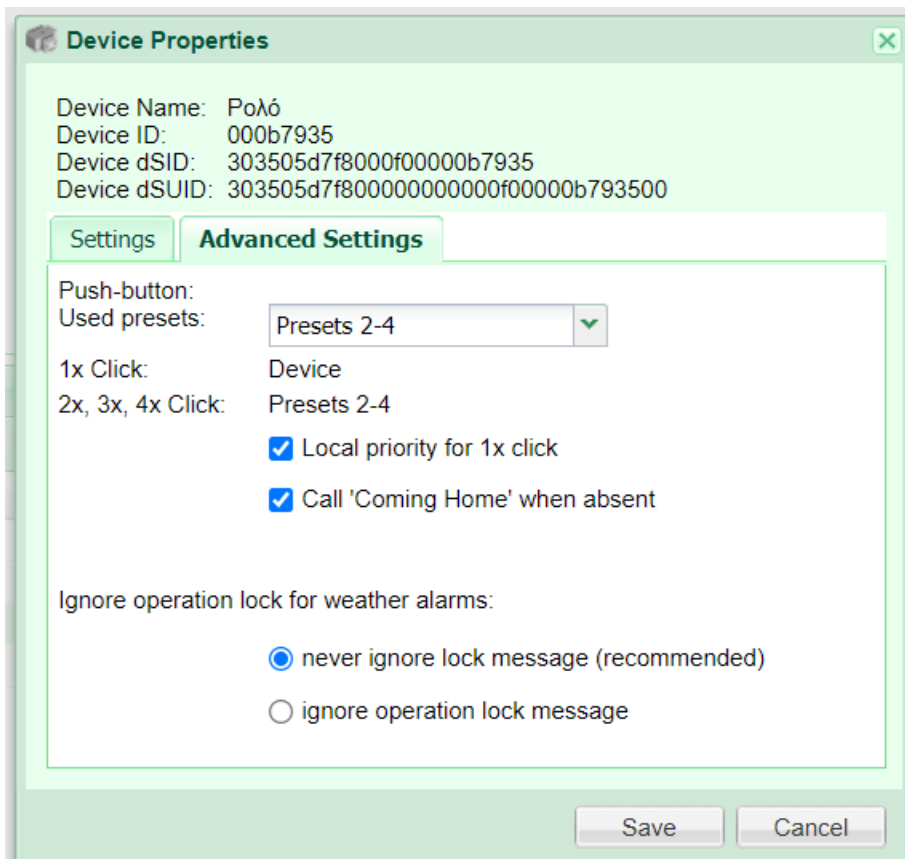 Device Properties
Device Name: Ρολό
Device ID: 000b7935
Device dSID: 303505d7f8000f00000b7935
Device dSUID: 303505d7f800000000000f00000b793500
Settings Advanced Settings
Push-button:
Used presets: Presets 2-4
1x Click: Device
2x, 3x, 4x Click: Presets 2-4
Local priority for 1x click
Call 'Coming Home' when absent
Ignore operation lock for weather alarms:
never ignore lock message (recommended)
ignore operation lock message
Save Cancel